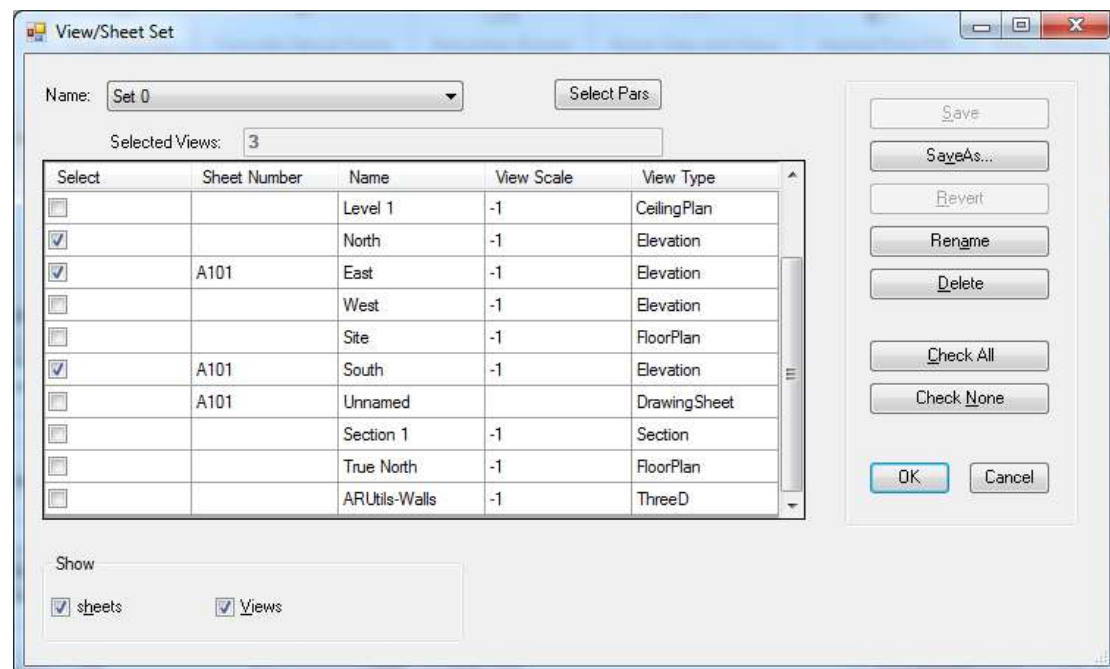 View/Sheet Set
Name: Set 0 Select Pars
Selected Views: 3
Select Sheet Number Name View Scale View Type
Level 1 -1 CeilingPlan
North -1 Elevation
A101 East -1 Elevation
West -1 Elevation
Site -1 FloorPlan
A101 South -1 Elevation
A101 Unnamed DrawingSheet
Section 1 -1 Section
True North -1 FloorPlan
ARUtils-Walls -1 ThreeD
Save
SaveAs...
Revert
Rename
Delete
Check All
Check None
OK Cancel
Show
sheets Views